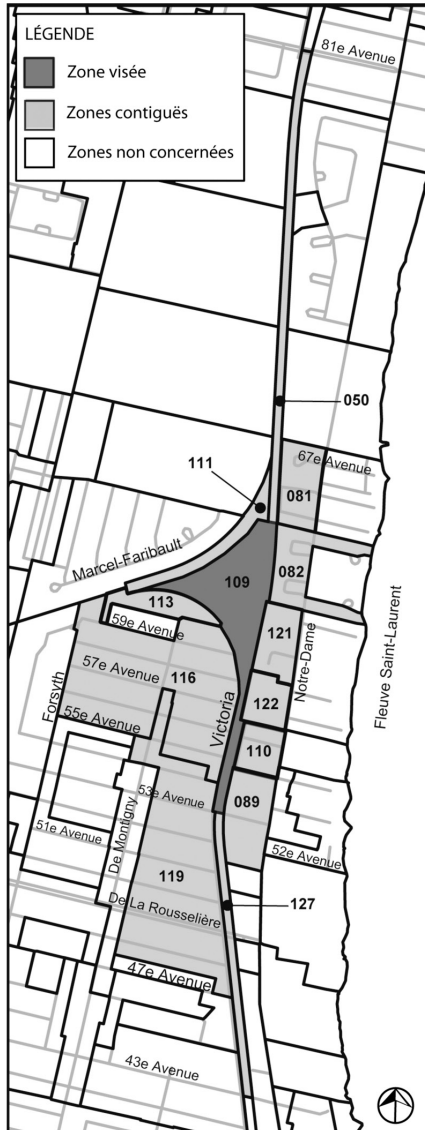 LÉGENDE
Zone visée
Zones contiguës
Zones non concernées
81e Avenue
050
67e Avenue
111
081
Marcel-Faribault
109
082
113
59e Avenue
121
57e Avenue
116
Notre-Dame
Fleuve Saint-Laurent
Forsyth
55e Avenue
Victoria
122
110
53e Avenue
089
51e Avenue
De Montigny
52e Avenue
119
De La Rousselière
127
47e Avenue
43e Avenue